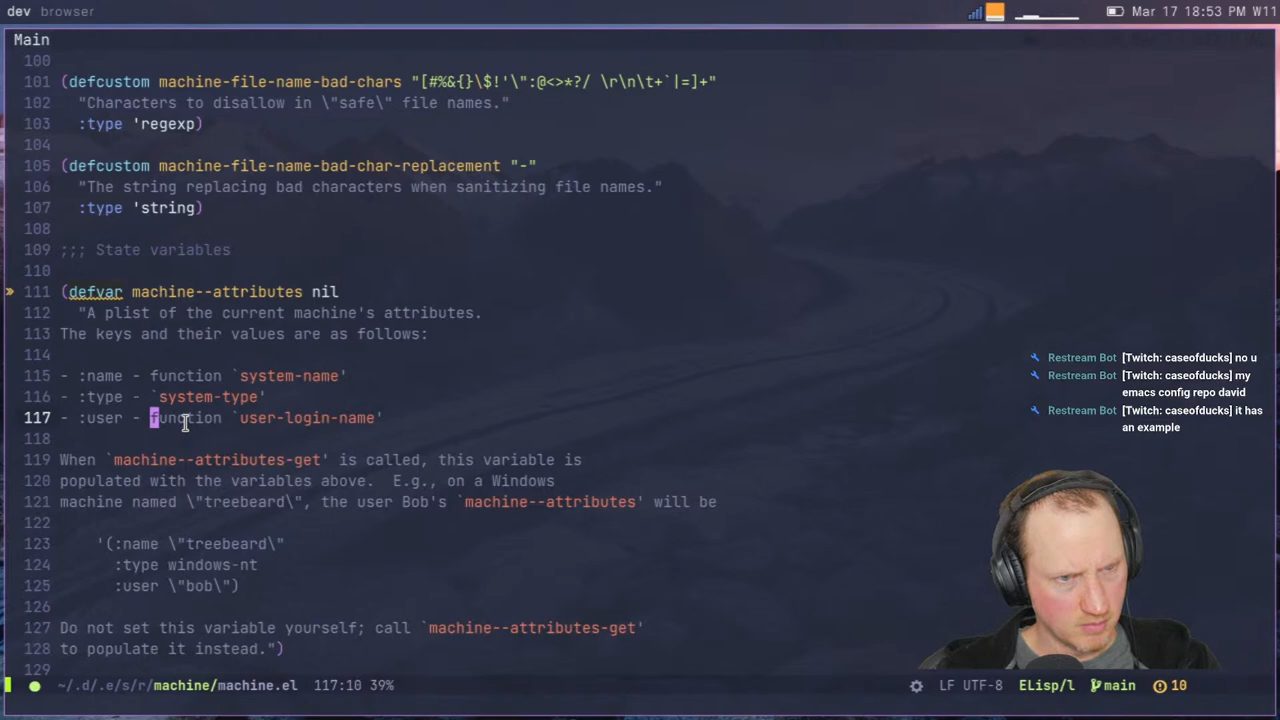 dev browser
Mar 17 18:53 PM W11
Main
100
101 (defcustom machine-file-name-bad-chars "[#%&{}\$!'\":@<>*?/ \r\n\t+`|=]+"
102 "Characters to disallow in \"safe\" file names."
103 :type 'regexp)
104
105 (defcustom machine-file-name-bad-char-replacement "-"
106 "The string replacing bad characters when sanitizing file names."
107 :type 'string)
108
109 ;;; State variables
110
» 111 (defvar machine--attributes nil
112 "A plist of the current machine's attributes.
113 The keys and their values are as follows:
114
115 - :name - function `system-name'
116 - :type - `system-type'
117 - :user - function `user-login-name'
118
119 When `machine--attributes-get' is called, this variable is
120 populated with the variables above.  E.g., on a Windows
121 machine named \"treebeard\", the user Bob's `machine--attributes' will be
122
123 '(:name \"treebeard\"
124 :type windows-nt
125 :user \"bob\")
126
127 Do not set this variable yourself; call `machine--attributes-get'
128 to populate it instead.")
129
Restream Bot [Twitch: caseofducks] no u
Restream Bot [Twitch: caseofducks] my
emacs config repo david
Restream Bot [Twitch: caseofducks] it has
an example
~/.d/.e/s/r/machine/machine.el 117:10 39%
LF UTF-8 ELisp/l main 10